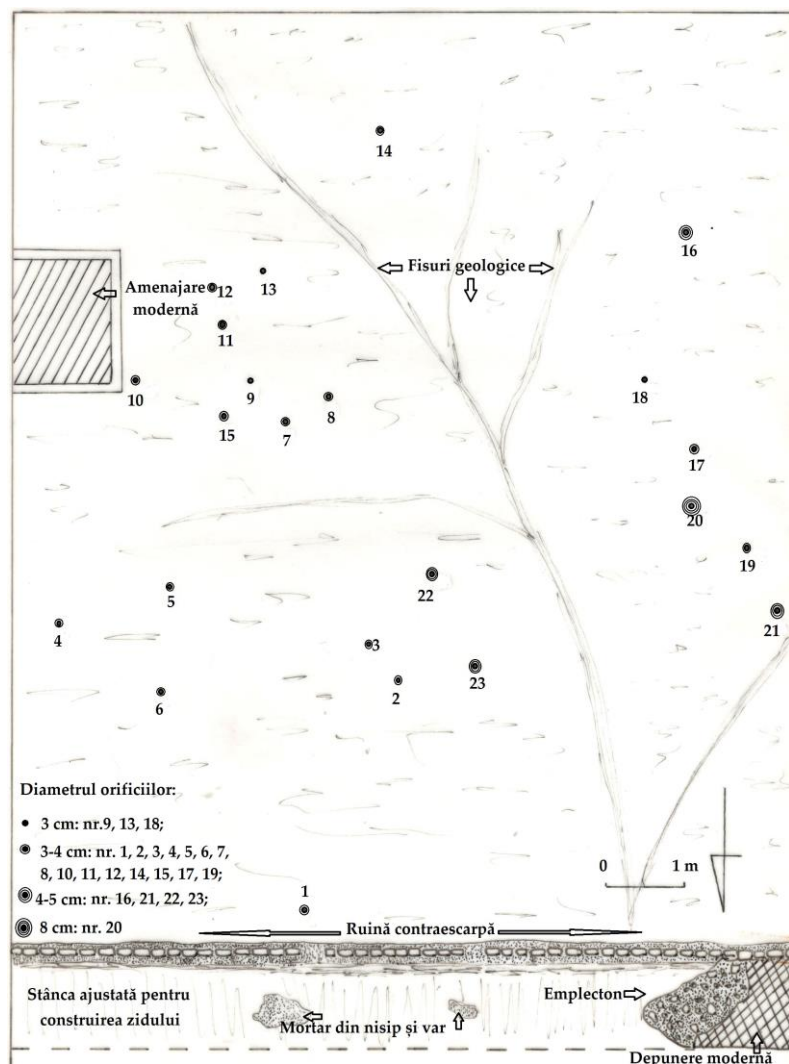 14
16
Fisuri geologice
13
12
Amenajare
modernă
11
10
9
8
18
15
7
17
20
19
5
22
21
4
3
23
2
6
Diametrul orificiilor:
3 cm: nr.9, 13, 18;
3-4 cm: nr. 1, 2, 3, 4, 5, 6, 7,
8, 10, 11, 12, 14, 15, 17, 19;
4-5 cm: nr. 16, 21, 22, 23;
8 cm: nr. 20
0 1 m
1
Ruină contraescarpă
Stânca ajustată pentru
construirea zidului
Mortar din nisip și var
Emplecton
Depunere modernă